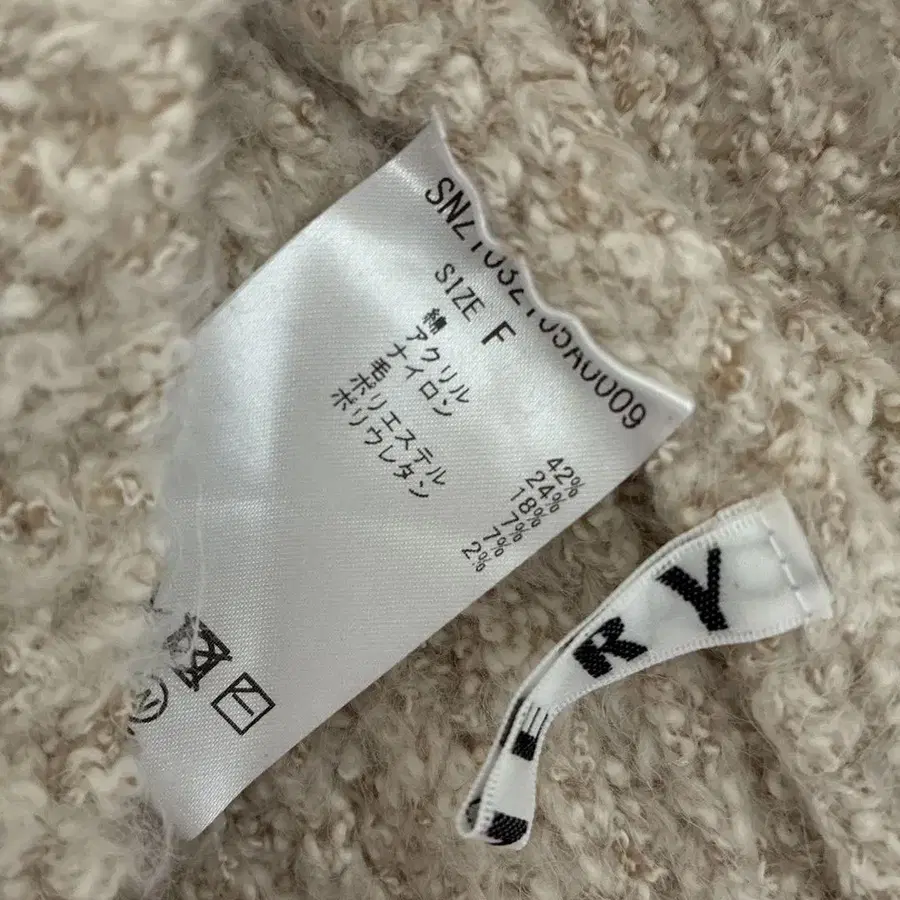 SIZE F
綿 42%
アクリル 24%
ナイロン 18%
毛 7%
ポリエステル 7%
ポリウレタン 2%
RY